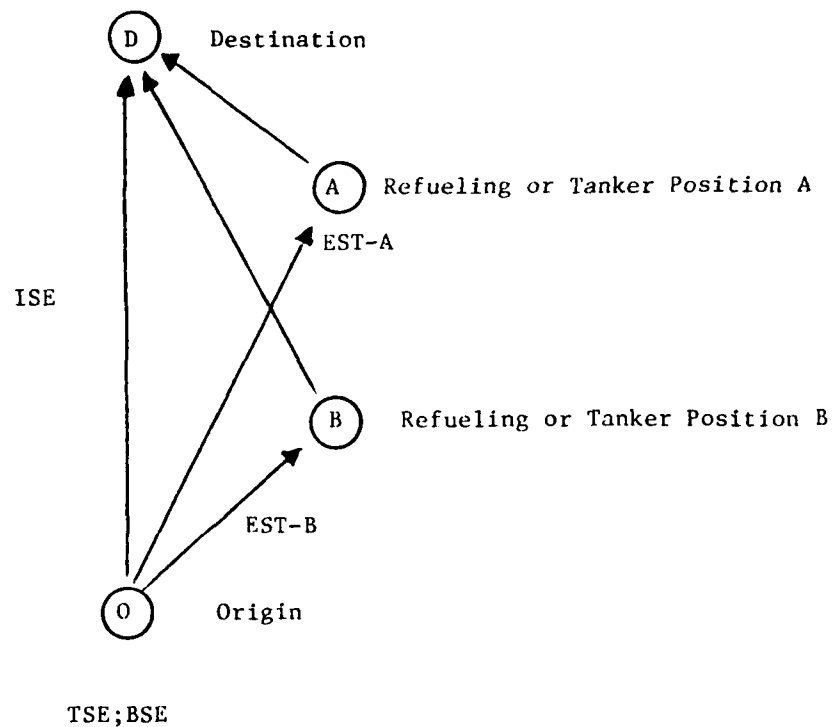 D Destination
A Refueling or Tanker Position A
EST-A
ISE
B Refueling or Tanker Position B
EST-B
O Origin
TSE;BSE